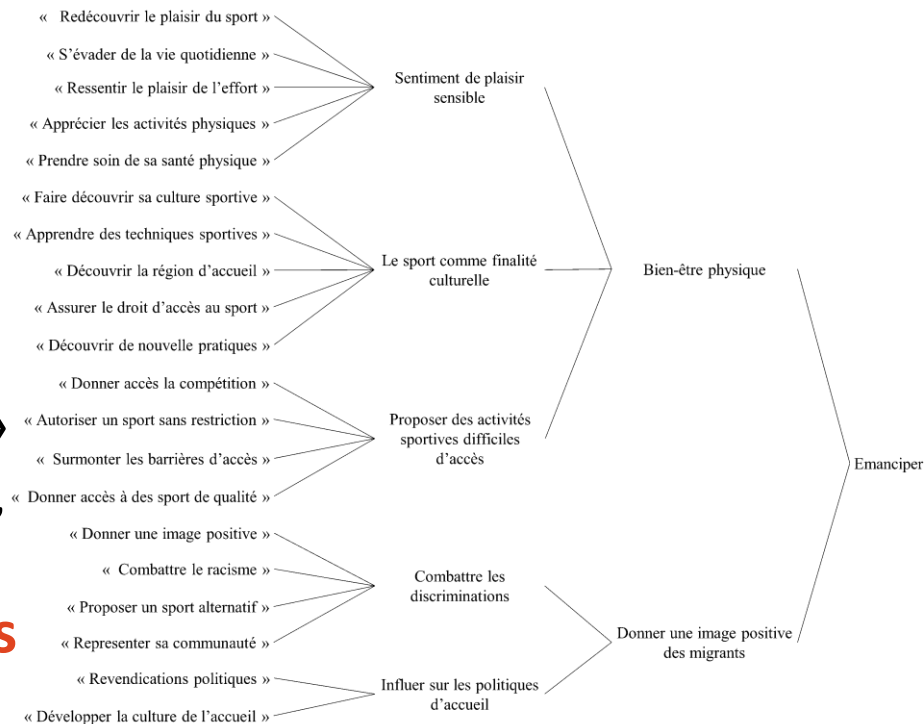 « Redécouvrir le plaisir du sport »
« S'évader de la vie quotidienne »
« Ressentir le plaisir de l'effort »
« Apprécier les activités physiques »
« Prendre soin de sa santé physique »
Sentiment de plaisir
sensible
« Faire découvrir sa culture sportive »
« Apprendre des techniques sportives »
« Découvrir la région d'accueil »
« Assurer le droit d'accès au sport »
« Découvrir de nouvelle pratiques »
Le sport comme finalité
culturelle
« Donner accès la compétition »
« Autoriser un sport sans restriction »
« Surmonter les barrières d'accès »
« Donner accès à des sport de qualité »
Proposer des activités
sportives difficiles
d'accès
Bien-être physique
« Donner une image positive »
« Combattre le racisme »
« Proposer un sport alternatif »
« Representer sa communauté »
Combattre les
discriminations
« Revendications politiques »
« Développer la culture de l'accueil »
Influer sur les politiques
d'accueil
Donner une image positive
des migrants
Emanciper
»
,
s